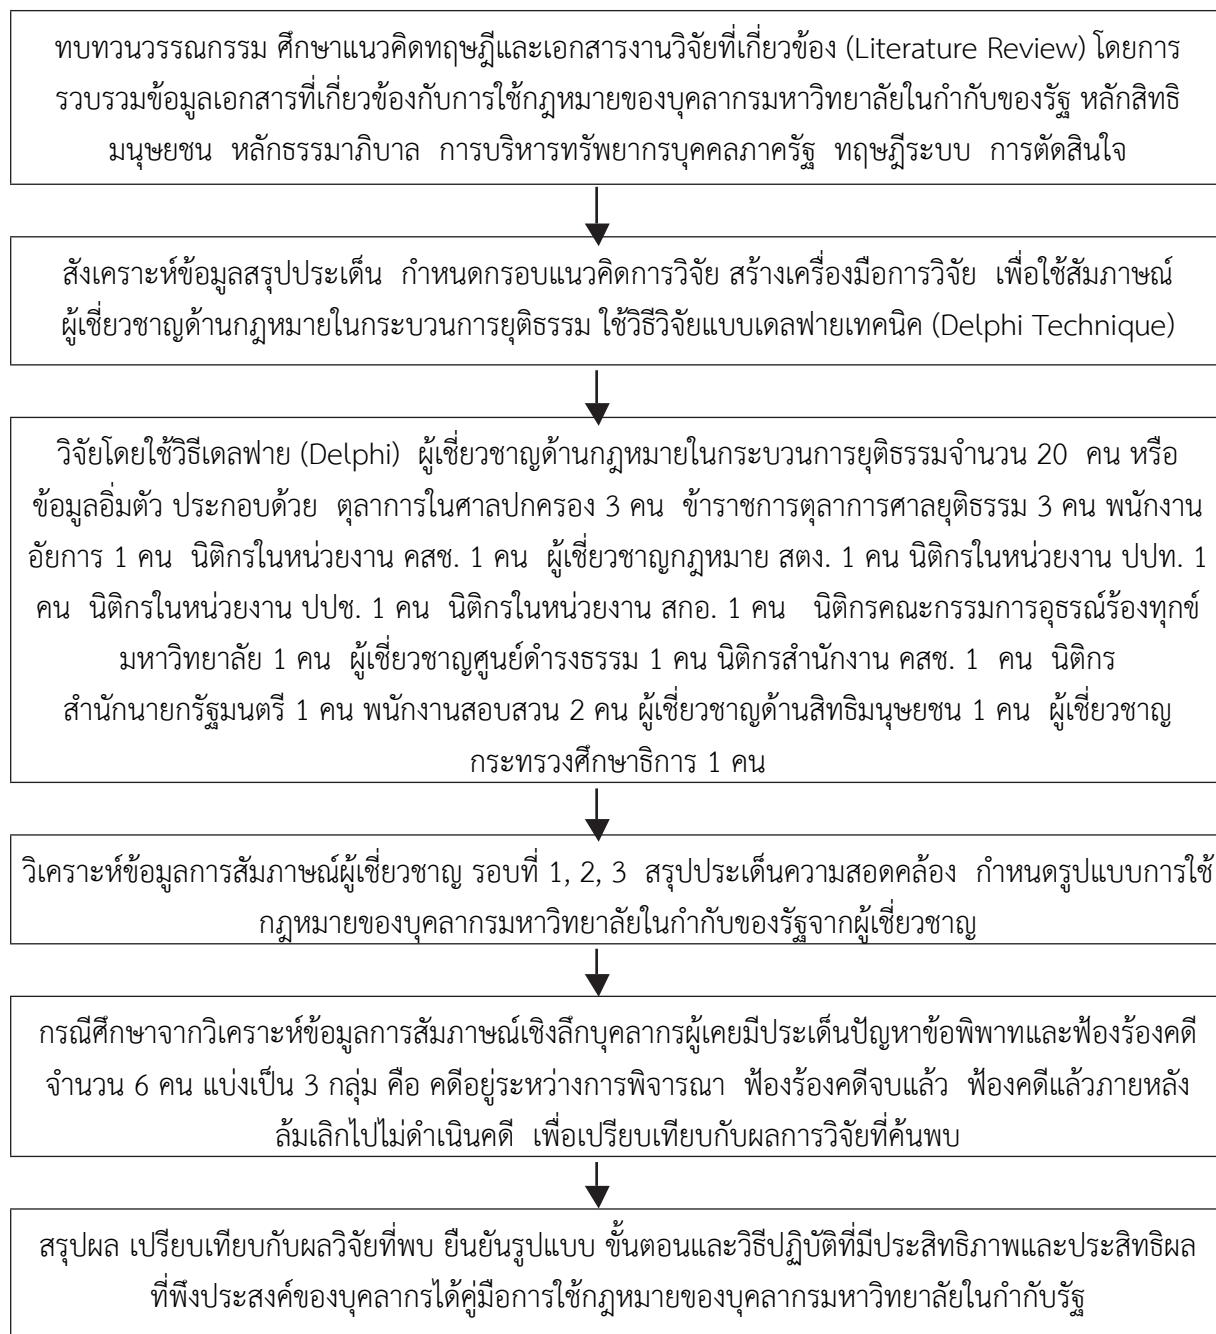 ทบทวนวรรณกรรม ศึกษาแนวคิดทฤษฎีและเอกสารงานวิจัยที่เกี่ยวข้อง (Literature Review) โดยการ
รวบรวมข้อมูลเอกสารที่เกี่ยวข้องกับการใช้กฎหมายของบุคลากรมหาวิทยาลัยในกำกับของรัฐ หลักสิทธิ
มนุษยชน หลักธรรมาภิบาล การบริหารทรัพยากรบุคคลภาครัฐ ทฤษฎีระบบ การตัดสินใจ
สังเคราะห์ข้อมูลสรุปประเด็น กำหนดกรอบแนวคิดการวิจัย สร้างเครื่องมือการวิจัย เพื่อใช้สัมภาษณ์
ผู้เชี่ยวชาญด้านกฎหมายในกระบวนการยุติธรรม ใช้วิธีวิจัยแบบเดลฟายเทคนิค (Delphi Technique)
วิจัยโดยใช้วิธีเดลฟาย (Delphi) ผู้เชี่ยวชาญด้านกฎหมายในกระบวนการยุติธรรมจำนวน 20 คน หรือ
ข้อมูลอิ่มตัว ประกอบด้วย ตุลาการในศาลปกครอง 3 คน ข้าราชการตุลาการศาลยุติธรรม 3 คน พนักงาน
อัยการ 1 คน นิติกรในหน่วยงาน คสช. 1 คน ผู้เชี่ยวชาญกฎหมาย สตง. 1 คน นิติกรในหน่วยงาน ปปท. 1
คน นิติกรในหน่วยงาน ปปช. 1 คน นิติกรในหน่วยงาน สกอ. 1 คน นิติกรคณะกรรมการอุธรณ์ร้องทุกข์
มหาวิทยาลัย 1 คน ผู้เชี่ยวชาญศูนย์ดำรงธรรม 1 คน นิติกรสำนักงาน คสช. 1 คน นิติกร
สำนักนายกรัฐมนตรี 1 คน พนักงานสอบสวน 2 คน ผู้เชี่ยวชาญด้านสิทธิมนุษยชน 1 คน ผู้เชี่ยวชาญ
กระทรวงศึกษาธิการ 1 คน
วิเคราะห์ข้อมูลการสัมภาษณ์ผู้เชี่ยวชาญ รอบที่ 1, 2, 3 สรุปประเด็นความสอดคล้อง กำหนดรูปแบบการใช้
กฎหมายของบุคลากรมหาวิทยาลัยในกำกับของรัฐจากผู้เชี่ยวชาญ
กรณีศึกษาจากวิเคราะห์ข้อมูลการสัมภาษณ์เชิงลึกบุคลากรผู้เคยมีประเด็นปัญหาข้อพิพาทและฟ้องร้องคดี
จำนวน 6 คน แบ่งเป็น 3 กลุ่ม คือ คดีอยู่ระหว่างการพิจารณา ฟ้องร้องคดีจบแล้ว ฟ้องคดีแล้วภายหลัง
ล้มเลิกไปไม่ดำเนินคดี เพื่อเปรียบเทียบกับผลการวิจัยที่ค้นพบ
สรุปผล เปรียบเทียบกับผลวิจัยที่พบ ยืนยันรูปแบบ ขั้นตอนและวิธีปฏิบัติที่มีประสิทธิภาพและประสิทธิผล
ที่พึงประสงค์ของบุคลากรได้คู่มือการใช้กฎหมายของบุคลากรมหาวิทยาลัยในกำกับรัฐ